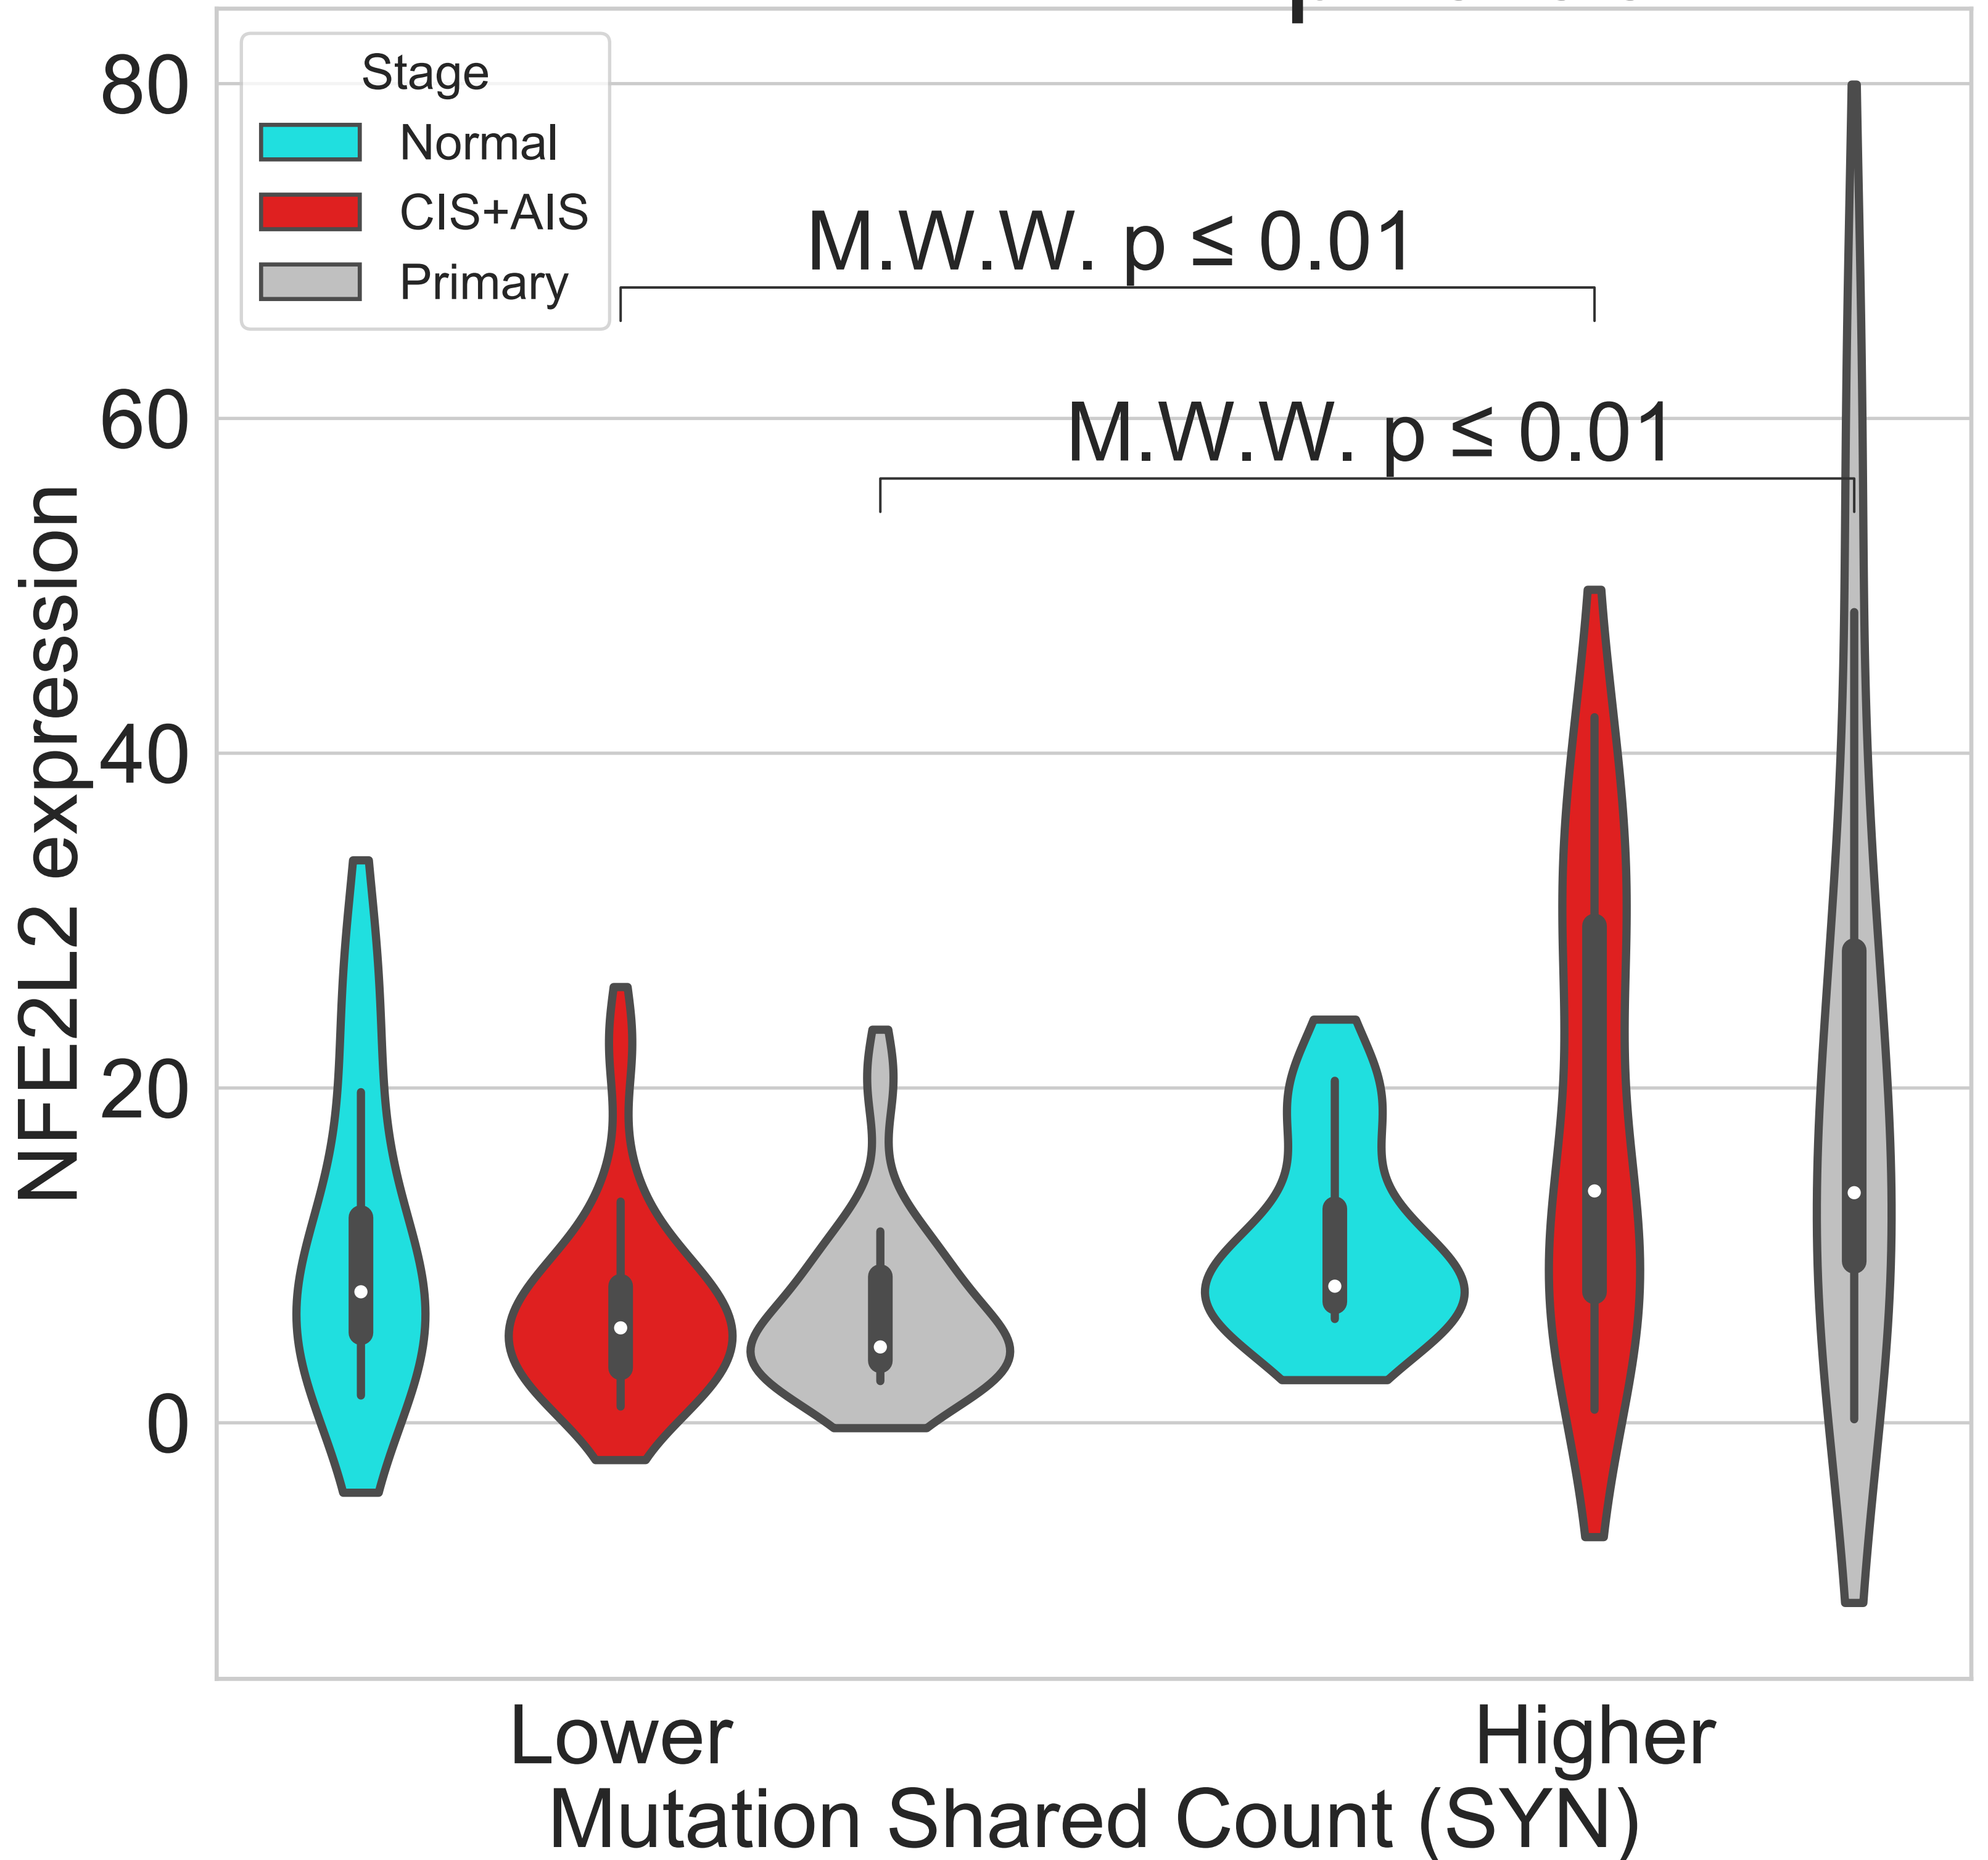 Stage
Normal
CIS+AIS
Primary
M.W.W. p ≤ 0.01
M.W.W. p ≤ 0.01
NFE2L2 expression
80
60
40
20
0
Lower
Higher
Mutation Shared Count (SYN)